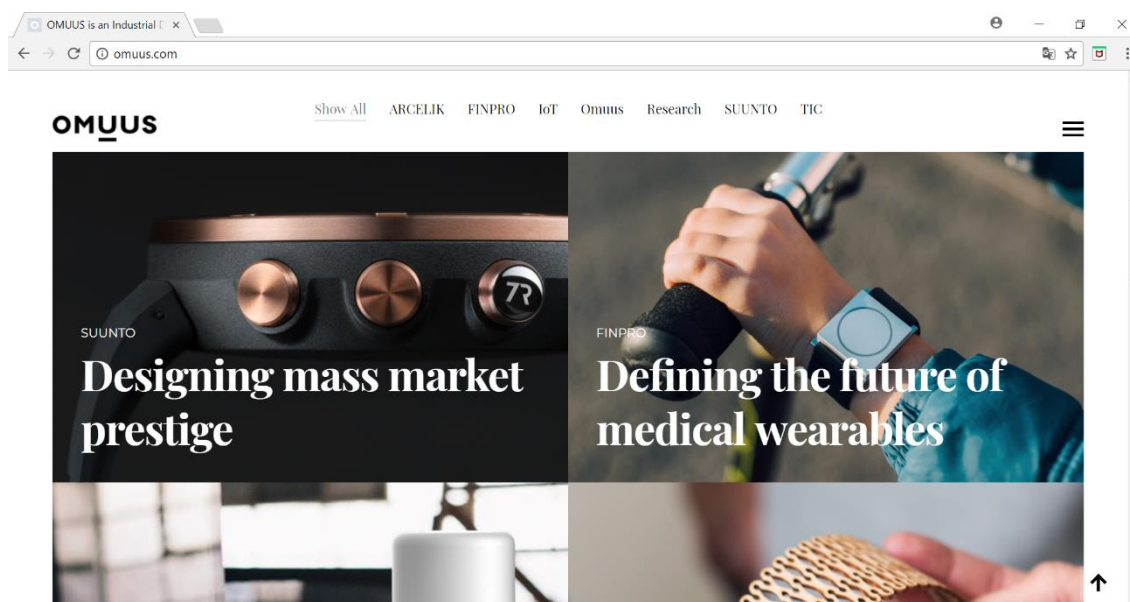 OMUUS is an Industrial D
omuus.com
OMUUS
Show All ARCELIK FINPRO IoT Omuus Research SUUNTO TIC
7R
SUUNTO
Designing mass market
prestige
FINPRO
Defining the future of
medical wearables